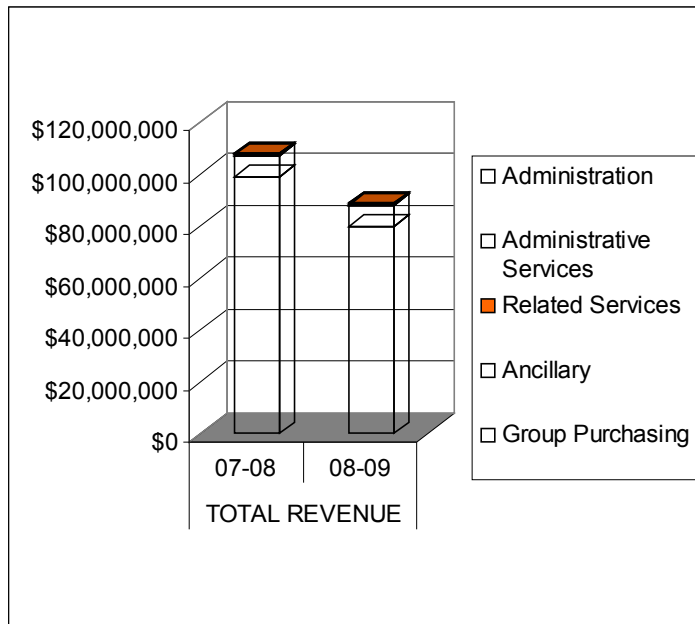 $120,000,000
$100,000,000
$80,000,000
$60,000,000
$40,000,000
$20,000,000
$0
07-08
08-09
TOTAL REVENUE
Administration
Administrative
Services
Related Services
Ancillary
Group Purchasing